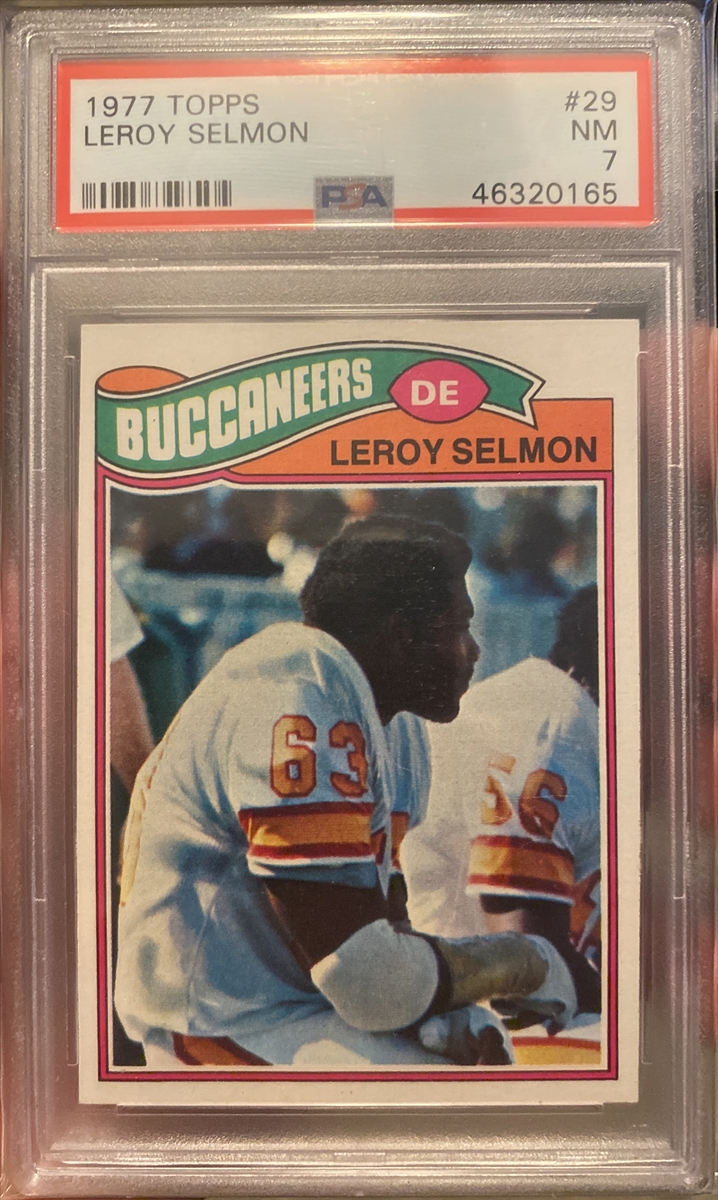 1977 TOPPS #29
LEROY SELMON NM
7
PSA 46320165
BUCCANEERS DE
LEROY SELMON
63
56